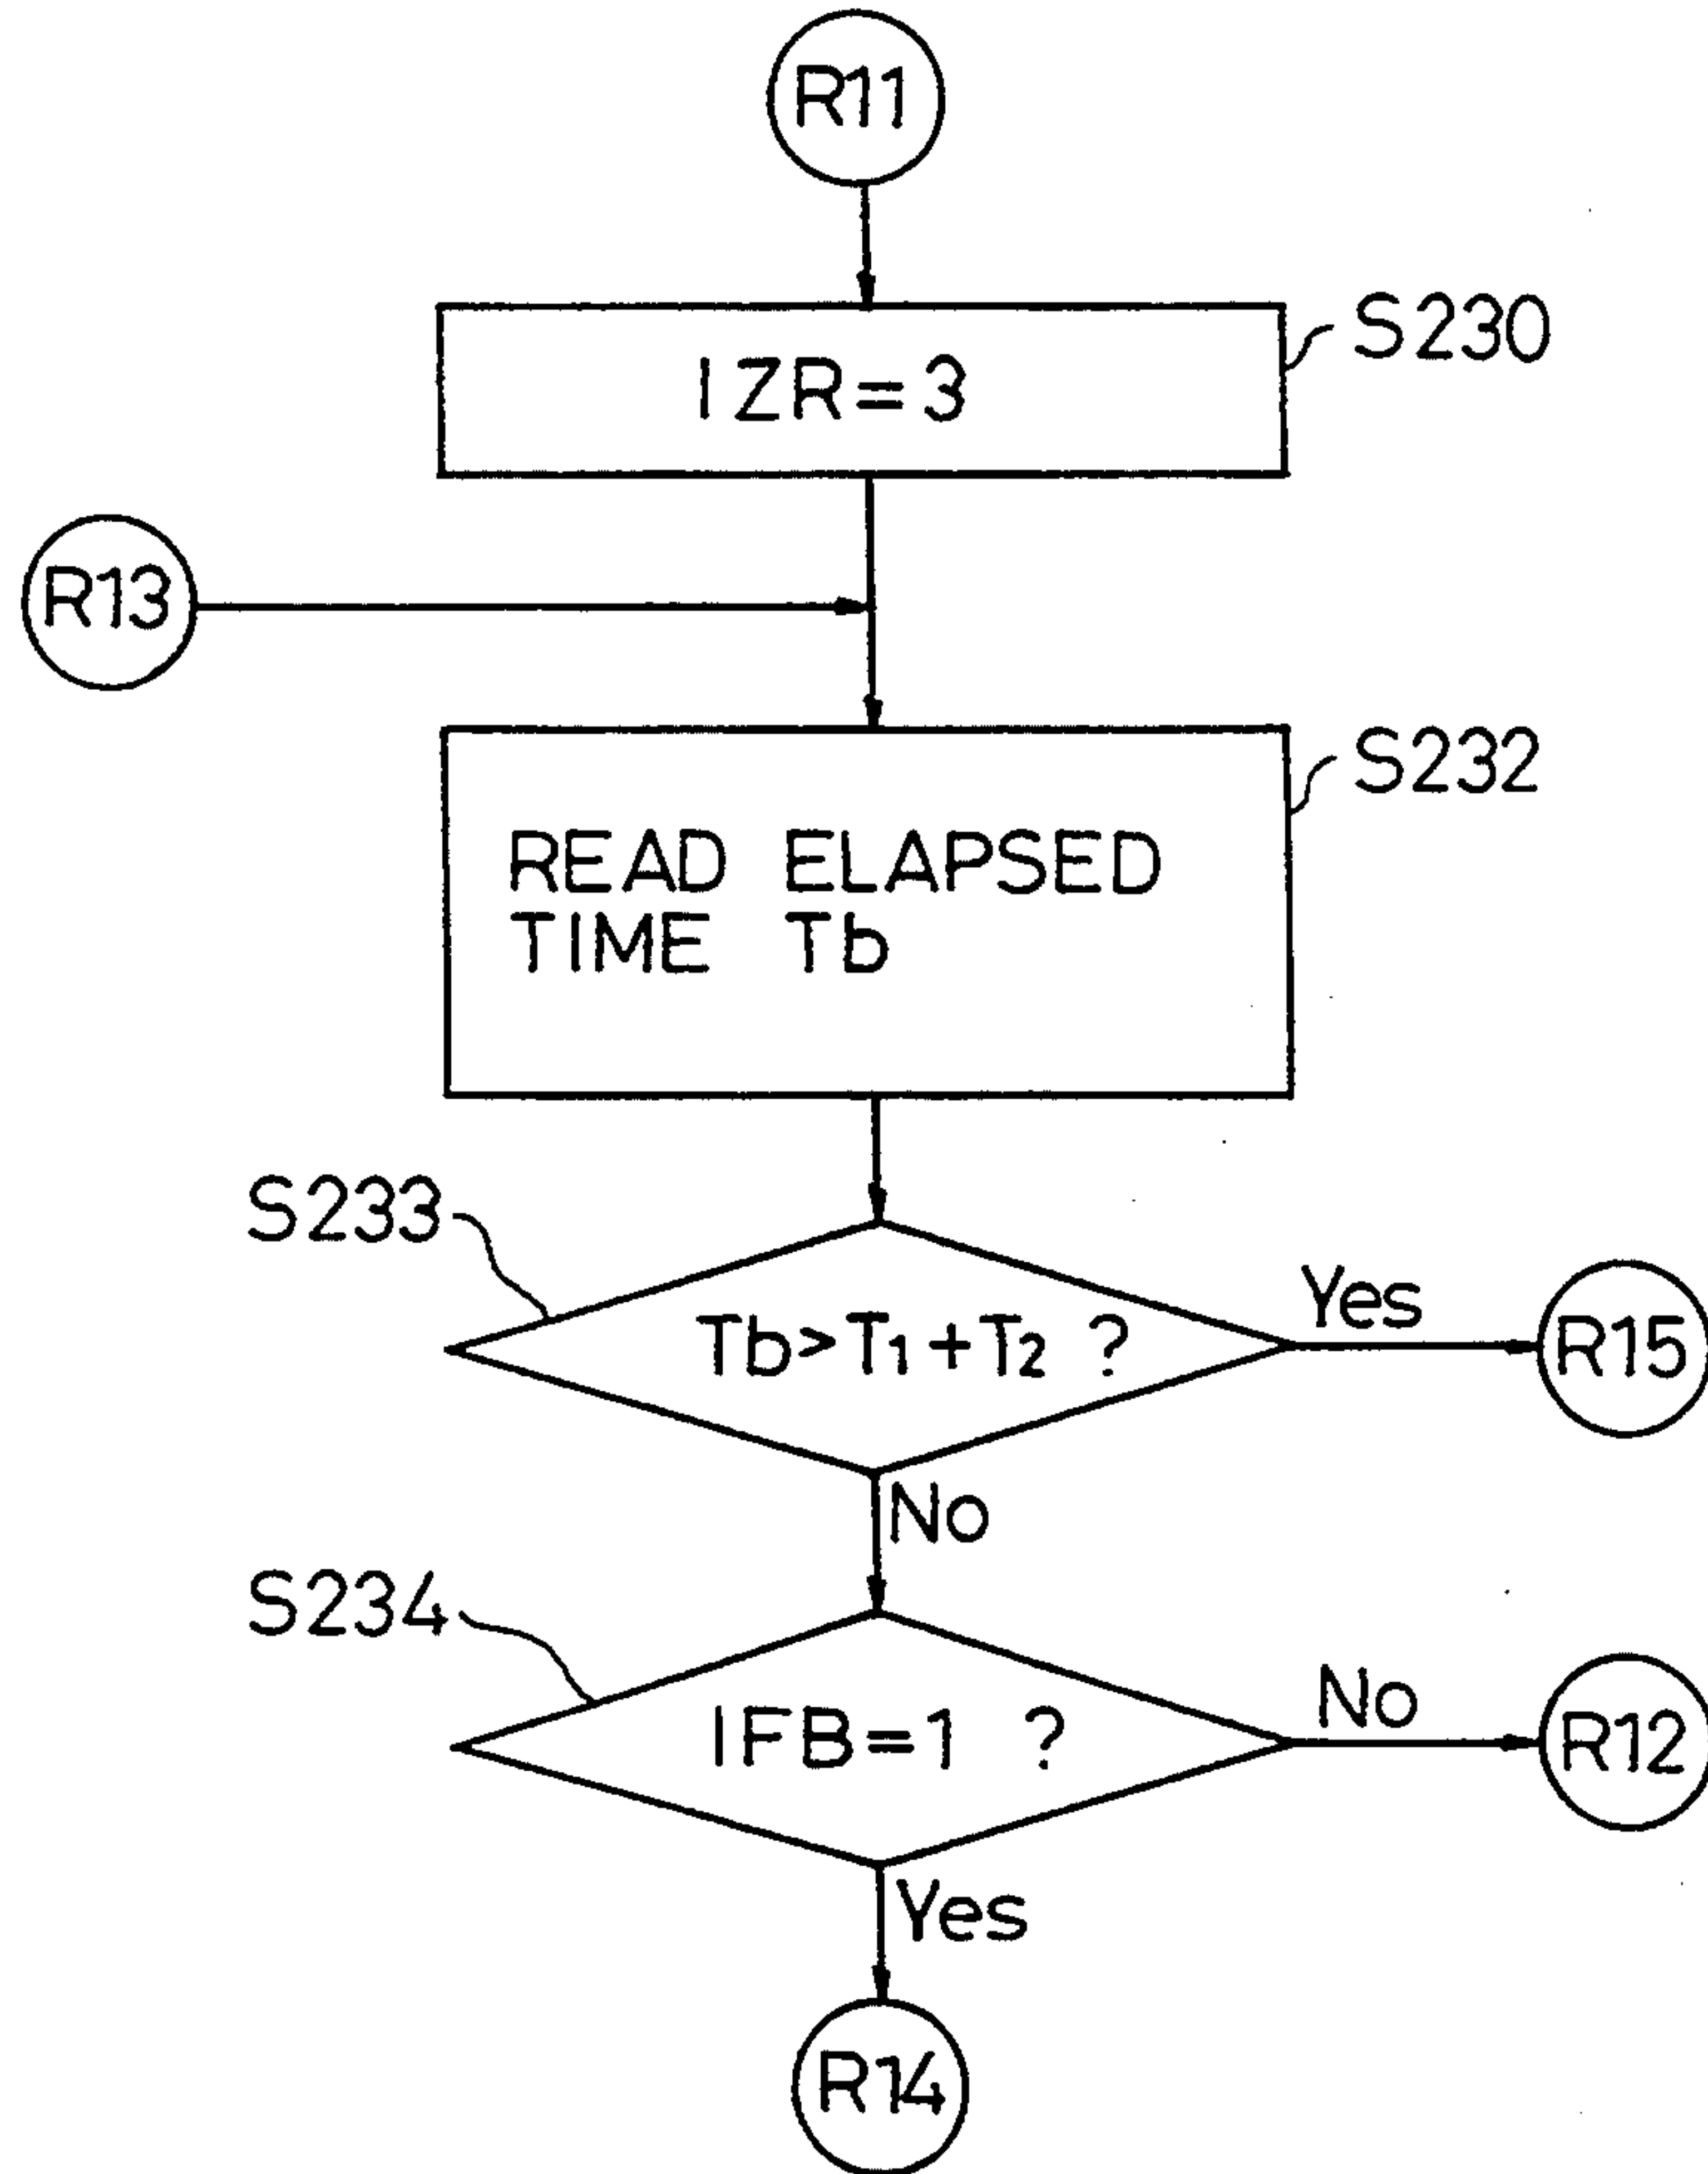 R11
S230
IZR=3
R13
S232
READ ELAPSED
TIME Tb
S233
Tb>T1+T2 ?
Yes
R15
No
S234
IFB=1 ?
No
R12
Yes
R14